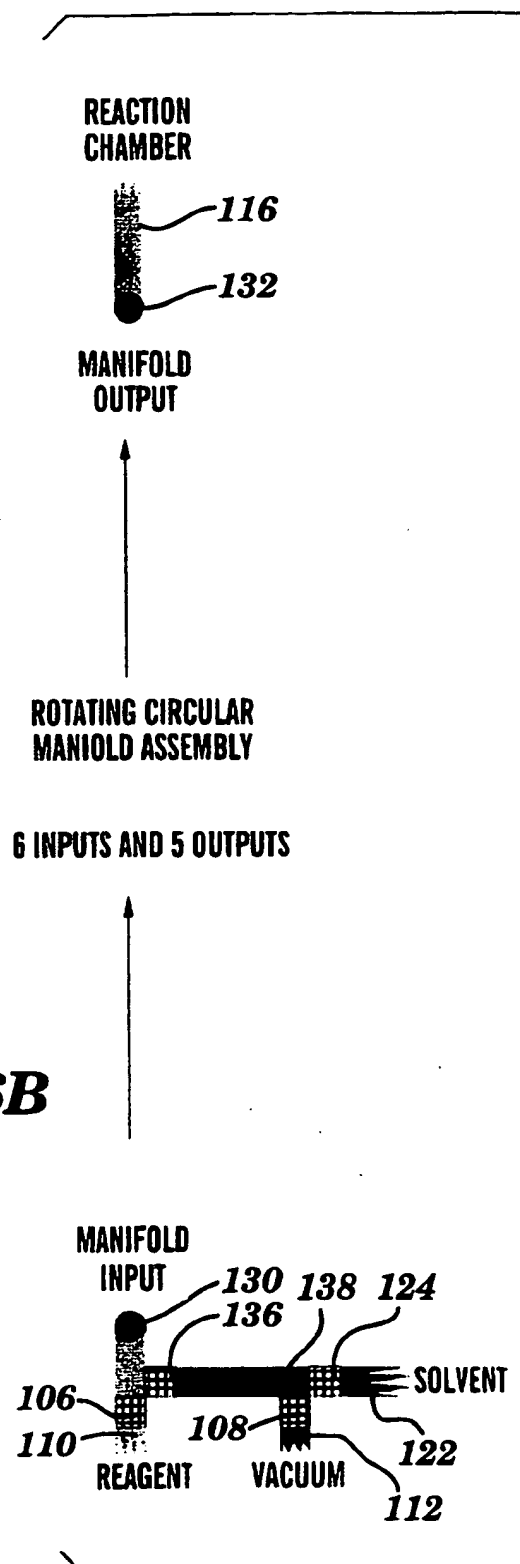 REACTION
CHAMBER
116
132
MANIFOLD
OUTPUT
ROTATING CIRCULAR
MANIOLD ASSEMBLY
6 INPUTS AND 5 OUTPUTS
6B
MANIFOLD
INPUT
130
138
124
136
SOLVENT
106
108
122
110
REAGENT
VACUUM
112